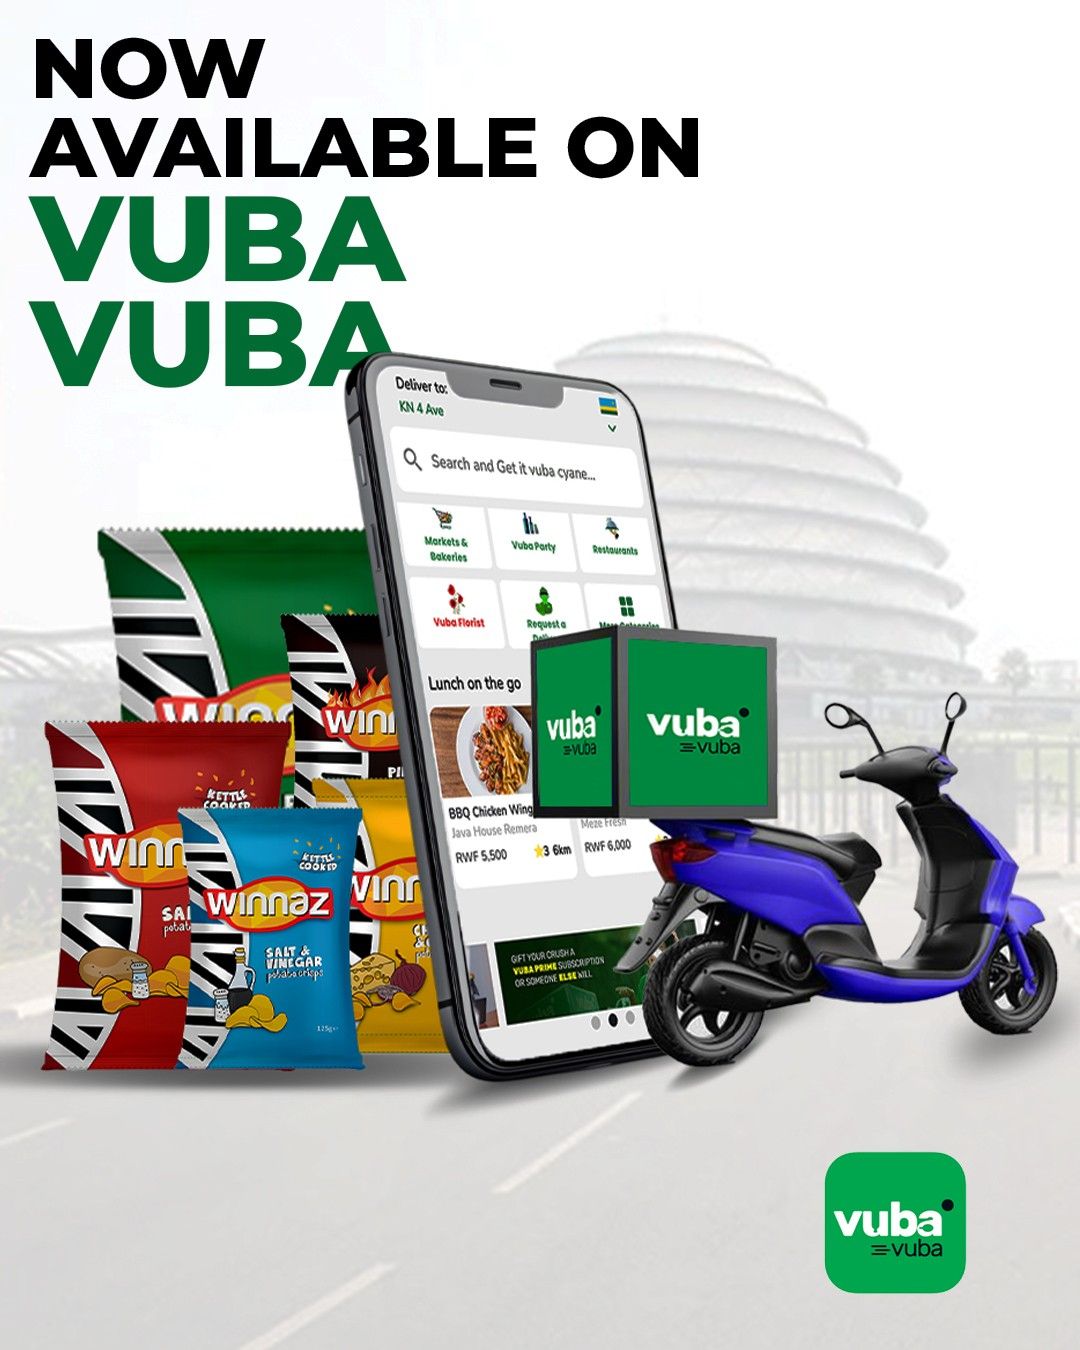 NOW
AVAILABLE ON
VUBA
VUBA
Deliver to:
KN 4 Ave
Search and Get it vuba cyane...
Markets &
Bakeries
Vuba Party
Restaurants
Vuba Florist
Request a
Lunch on the go
BBQ Chicken Wing
Java House Remera
RWF 5,500
3 6km
Meze Fresh
RWF 6,000
GIFT YOUR CRUSH A
VUBA PRIME SUBSCRIPTION
OR SOMEONE ELSE WILL
vuba
vuba
vuba
vuba
KETTLE
COOKED
winnaz
SALT &
VINEGAR
potato crisps
125g
KETTLE
COOKED
vuba
vuba